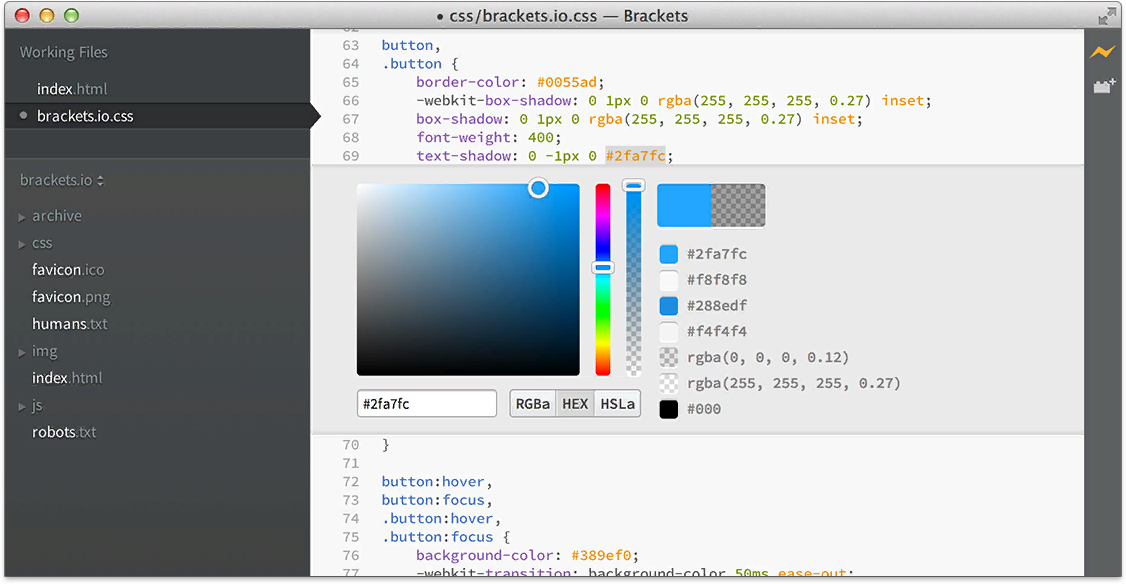 • css/brackets.io.css — Brackets
Working Files
index.html
brackets.io.css
brackets.io
archive
css
favicon.ico
favicon.png
humans.txt
img
index.html
js
robots.txt
63 button,
64 .button {
65 border-color: #0055ad;
66 -webkit-box-shadow: 0 1px 0 rgba(255, 255, 255, 0.27) inset;
67 box-shadow: 0 1px 0 rgba(255, 255, 255, 0.27) inset;
68 font-weight: 400;
69 text-shadow: 0 -1px 0 #2fa7fc;
#2fa7fc
#f8f8f8
#288edf
#f4f4f4
rgba(0, 0, 0, 0.12)
rgba(255, 255, 255, 0.27)
#000
#2fa7fc
RGBa HEX HSLa
70 }
71
72 button:hover,
73 button:focus,
74 .button:hover,
75 .button:focus {
76 background-color: #389ef0;
77 -webkit-transition: background-color 50ms ease-out;